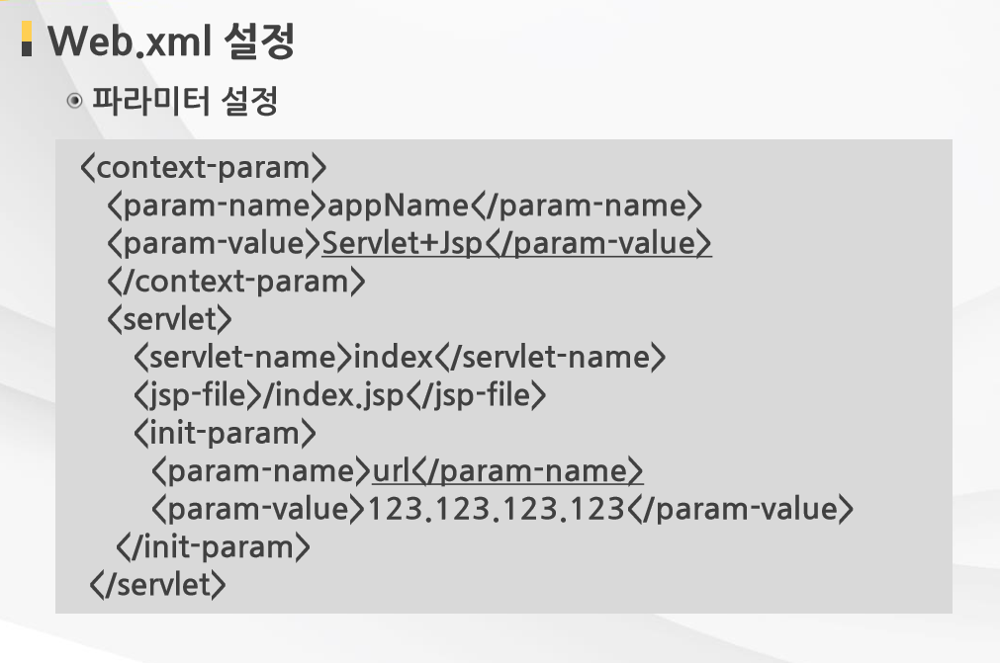 Web.xml 설정
파라미터 설정
<context-param>
<param-name>appName</param-name>
<param-value>Servlet+Jsp</param-value>
</context-param>
<servlet>
<servlet-name>index</servlet-name>
<jsp-file>/index.jsp</jsp-file>
<init-param>
<param-name>url</param-name>
<param-value>123.123.123.123</param-value>
</init-param>
</servlet>